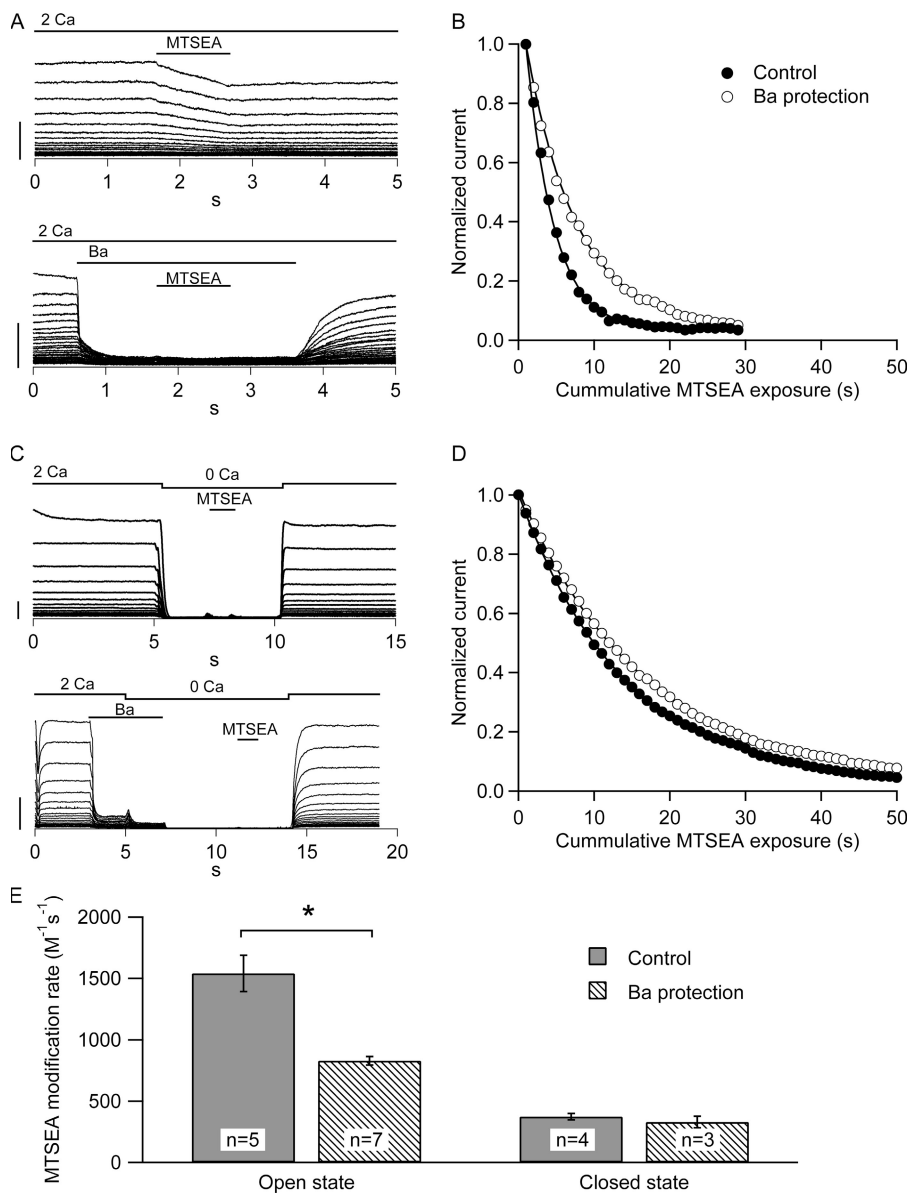 A
2 Ca
MTSEA
0 1 2 3 4 5
s
2 Ca
Ba
MTSEA
0 1 2 3 4 5
s
B
1.0
0.8
0.6
0.4
0.2
0.0
Normalized current
Control
Ba protection
0 10 20 30 40 50
Cummulative MTSEA exposure (s)
C
2 Ca
0 Ca
MTSEA
0 5 10 15
s
2 Ca
0 Ca
Ba
MTSEA
0 5 10 15 20
s
D
1.0
0.8
0.6
0.4
0.2
0.0
Normalized current
0 10 20 30 40 50
Cummulative MTSEA exposure (s)
E
MTSEA modification rate (M⁻¹s⁻¹)
2000
1500
1000
500
0
*
Control
Ba protection
n=5 n=7 n=4 n=3
Open state Closed state